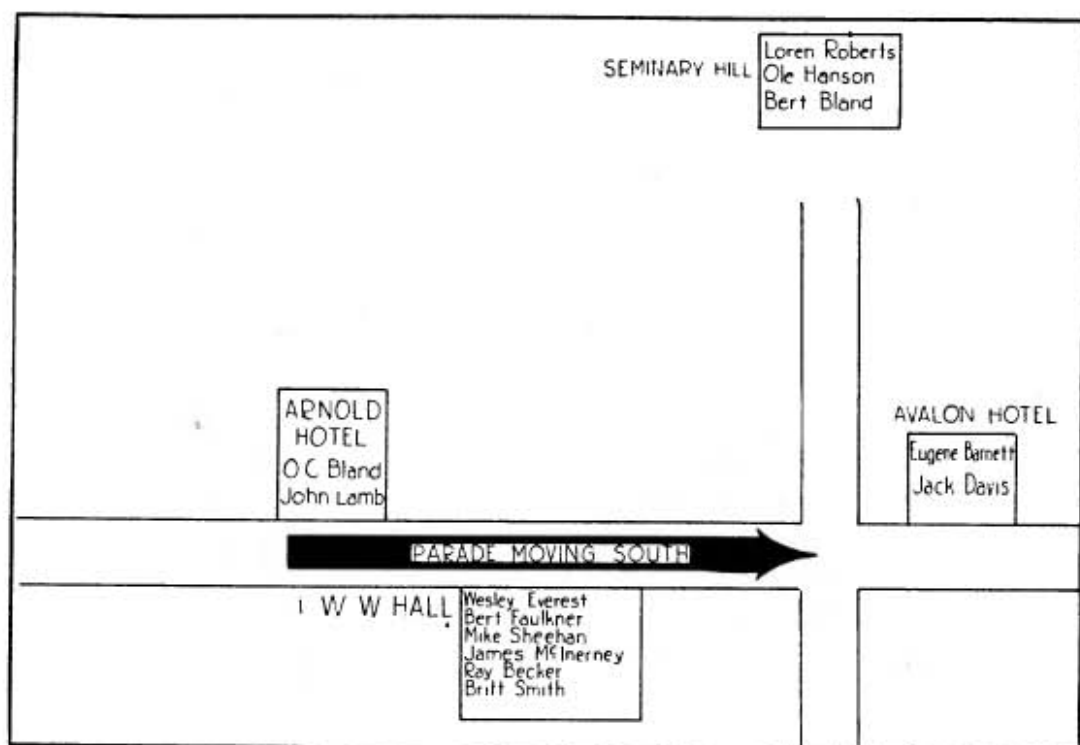 SEMINARY HILL
Loren Roberts
Ole Hanson
Bert Bland
ARNOLD
HOTEL
O C Bland
John Lamb
AVALON HOTEL
Eugene Barnett
Jack Davis
PARADE MOVING SOUTH
I W W HALL
Wesley Everest
Bert Faulkner
Mike Sheehan
James McInerney
Ray Becker
Britt Smith